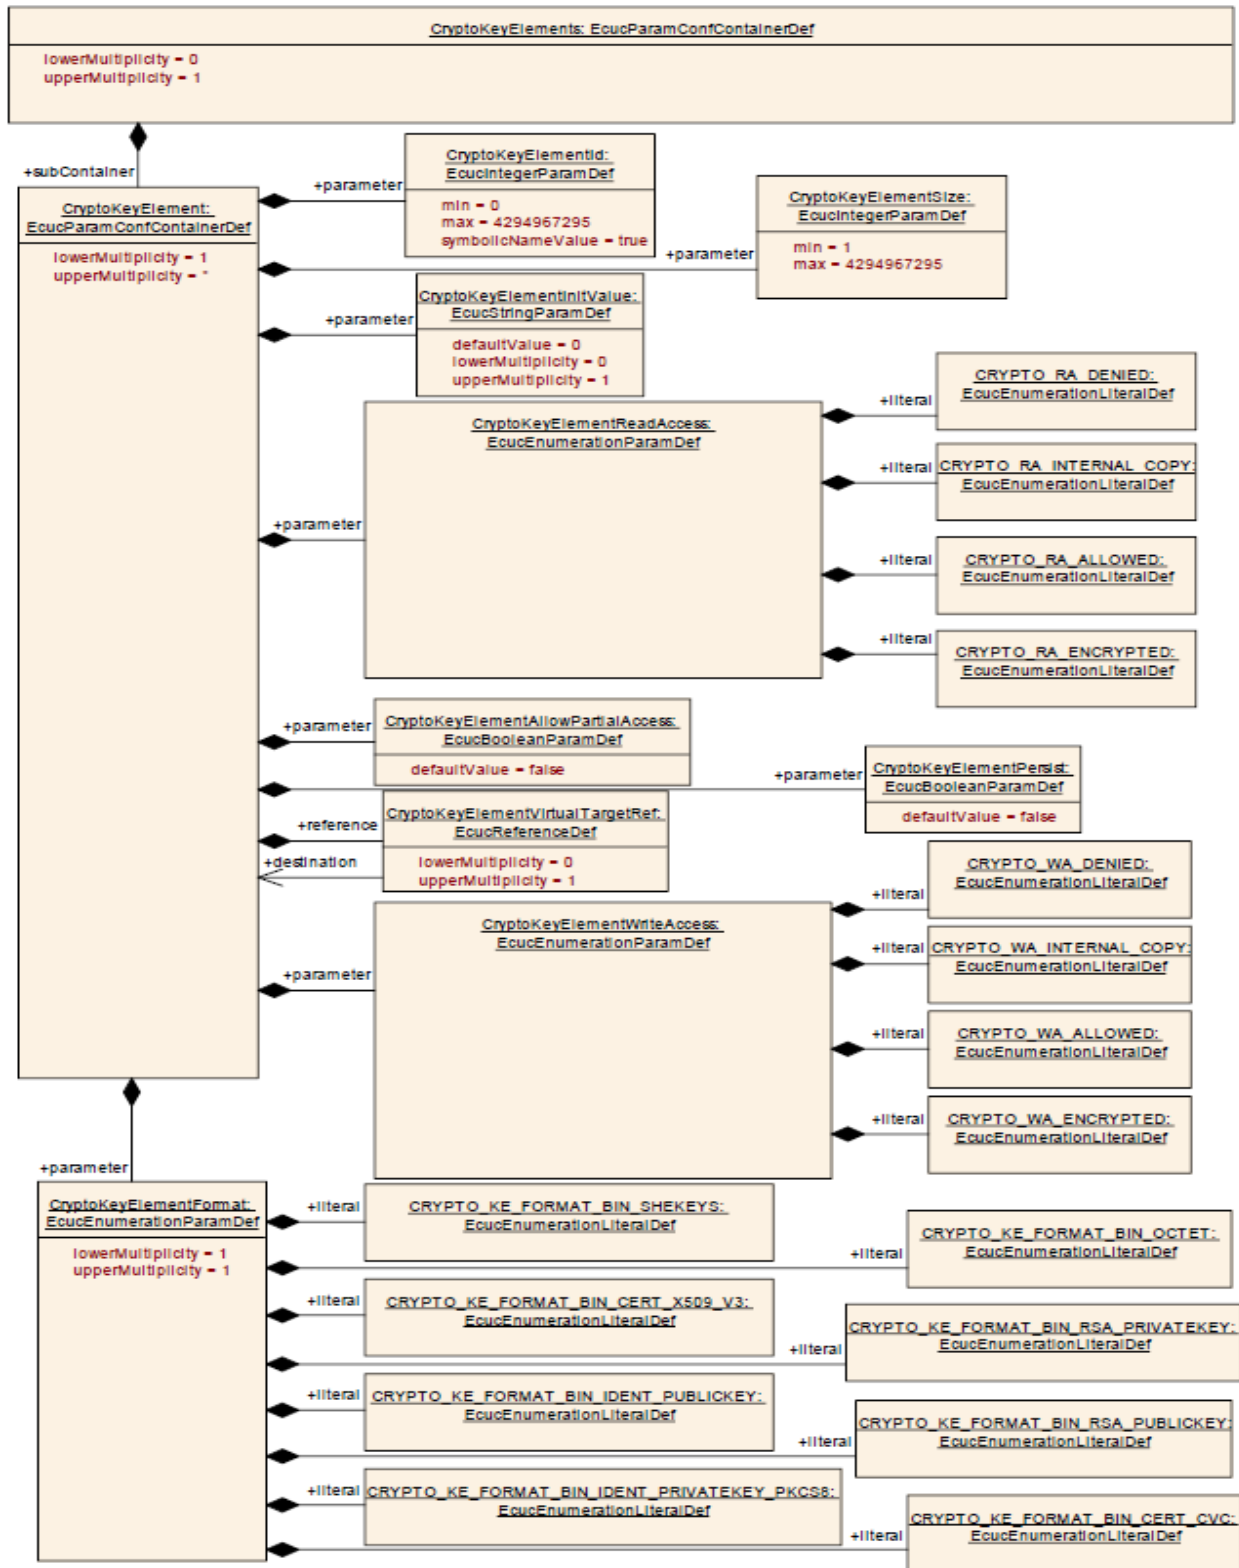 CryptoKeyElements: EcucParamConfContainerDef
lowerMultiplicity = 0
upperMultiplicity = 1
+subContainer
CryptoKeyElement:
EcucParamConfContainerDef
lowerMultiplicity = 1
upperMultiplicity = *
+parameter
CryptoKeyElementId:
EcucIntegerParamDef
min = 0
max = 4294967295
symbolicNameValue = true
+parameter
CryptoKeyElementSize:
EcucIntegerParamDef
min = 1
max = 4294967295
+parameter
CryptoKeyElementInitValue:
EcucStringParamDef
defaultValue = 0
lowerMultiplicity = 0
upperMultiplicity = 1
+parameter
CryptoKeyElementReadAccess:
EcucEnumerationParamDef
+literal
CRYPTO_RA_DENIED:
EcucEnumerationLiteralDef
+literal
CRYPTO_RA_INTERNAL_COPY:
EcucEnumerationLiteralDef
+literal
CRYPTO_RA_ALLOWED:
EcucEnumerationLiteralDef
+literal
CRYPTO_RA_ENCRYPTED:
EcucEnumerationLiteralDef
+parameter
CryptoKeyElementAllowPartialAccess:
EcucBooleanParamDef
defaultValue = false
+parameter
CryptoKeyElementPersist:
EcucBooleanParamDef
defaultValue = false
+reference
+destination
CryptoKeyElementVirtualTargetRef:
EcucReferenceDef
lowerMultiplicity = 0
upperMultiplicity = 1
+parameter
CryptoKeyElementWriteAccess:
EcucEnumerationParamDef
+literal
CRYPTO_WA_DENIED:
EcucEnumerationLiteralDef
+literal
CRYPTO_WA_INTERNAL_COPY:
EcucEnumerationLiteralDef
+literal
CRYPTO_WA_ALLOWED:
EcucEnumerationLiteralDef
+literal
CRYPTO_WA_ENCRYPTED:
EcucEnumerationLiteralDef
+parameter
CryptoKeyElementFormat:
EcucEnumerationParamDef
lowerMultiplicity = 1
upperMultiplicity = 1
+literal
CRYPTO_KE_FORMAT_BIN_SHEKEYS:
EcucEnumerationLiteralDef
+literal
CRYPTO_KE_FORMAT_BIN_OCTET:
EcucEnumerationLiteralDef
+literal
CRYPTO_KE_FORMAT_BIN_CERT_X509_V3:
EcucEnumerationLiteralDef
+literal
CRYPTO_KE_FORMAT_BIN_RSA_PRIVATEKEY:
EcucEnumerationLiteralDef
+literal
CRYPTO_KE_FORMAT_BIN_IDENT_PUBLICKEY:
EcucEnumerationLiteralDef
+literal
CRYPTO_KE_FORMAT_BIN_RSA_PUBLICKEY:
EcucEnumerationLiteralDef
+literal
CRYPTO_KE_FORMAT_BIN_IDENT_PRIVATEKEY_PKCS8:
EcucEnumerationLiteralDef
+literal
CRYPTO_KE_FORMAT_BIN_CERT_CVC:
EcucEnumerationLiteralDef